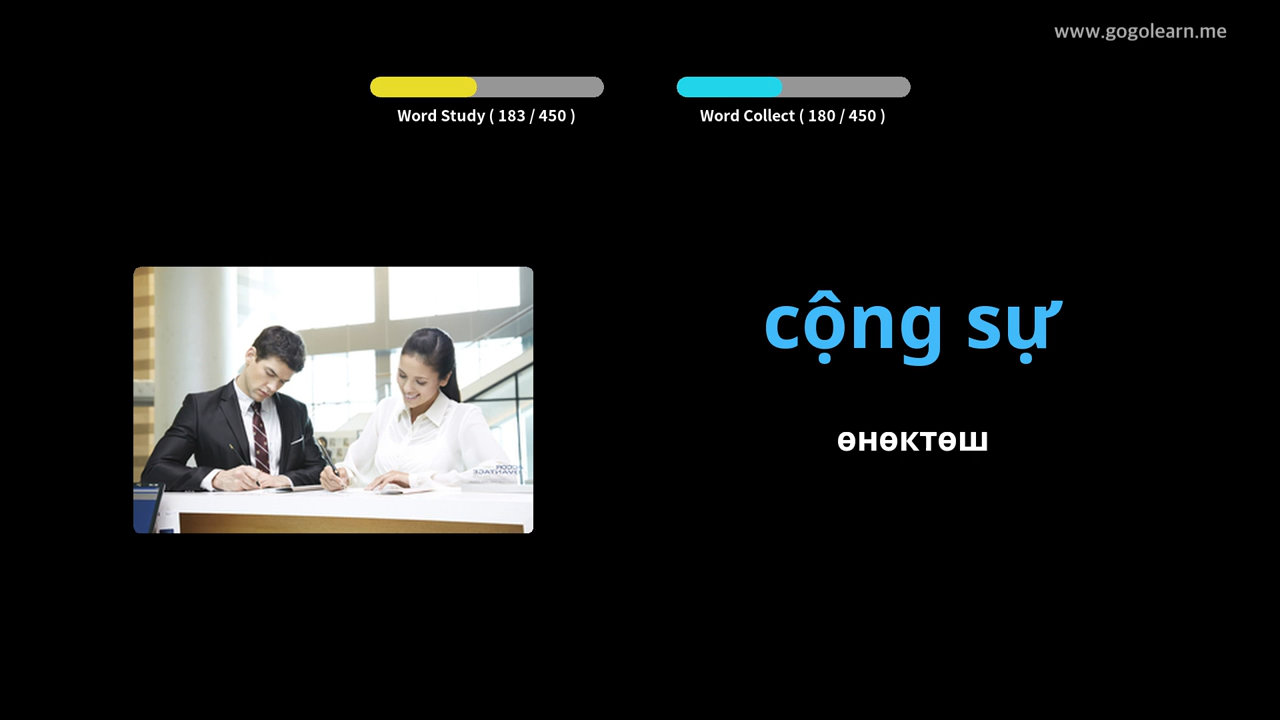 www.gogolearn.me
Word Study ( 183 / 450 )
Word Collect ( 180 / 450 )
cộng sự
өнөктөш